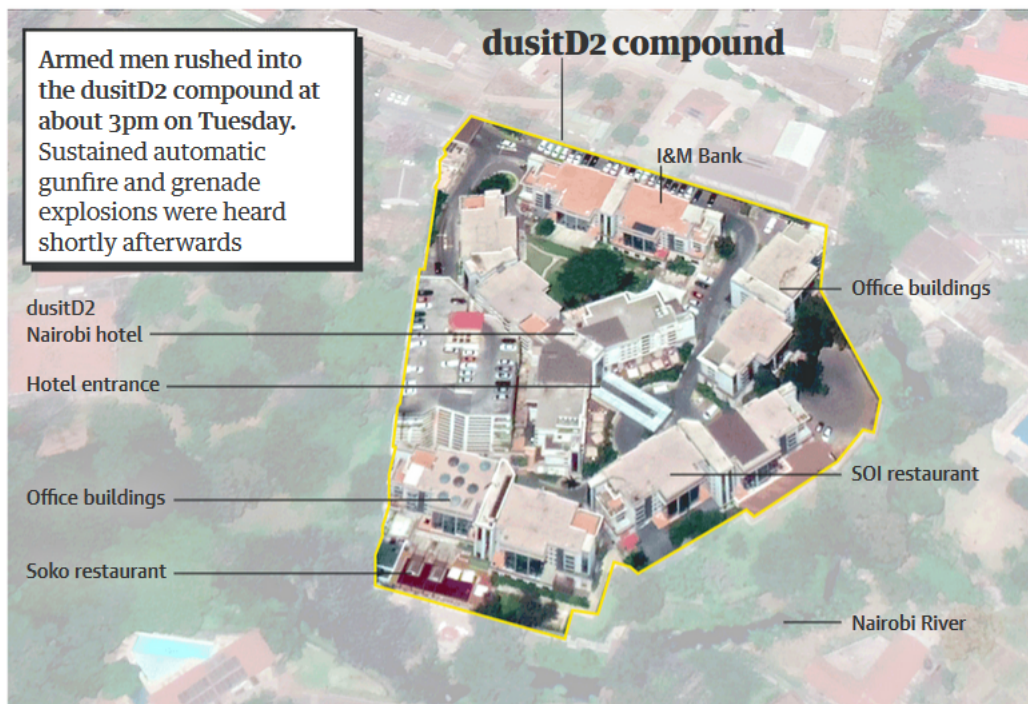 dusitD2 compound
Armed men rushed into
the dusitD2 compound at
about 3pm on Tuesday.
Sustained automatic
gunfire and grenade
explosions were heard
shortly afterwards
I&M Bank
Office buildings
dusitD2
Nairobi hotel
Hotel entrance
SOI restaurant
Office buildings
Soko restaurant
Nairobi River